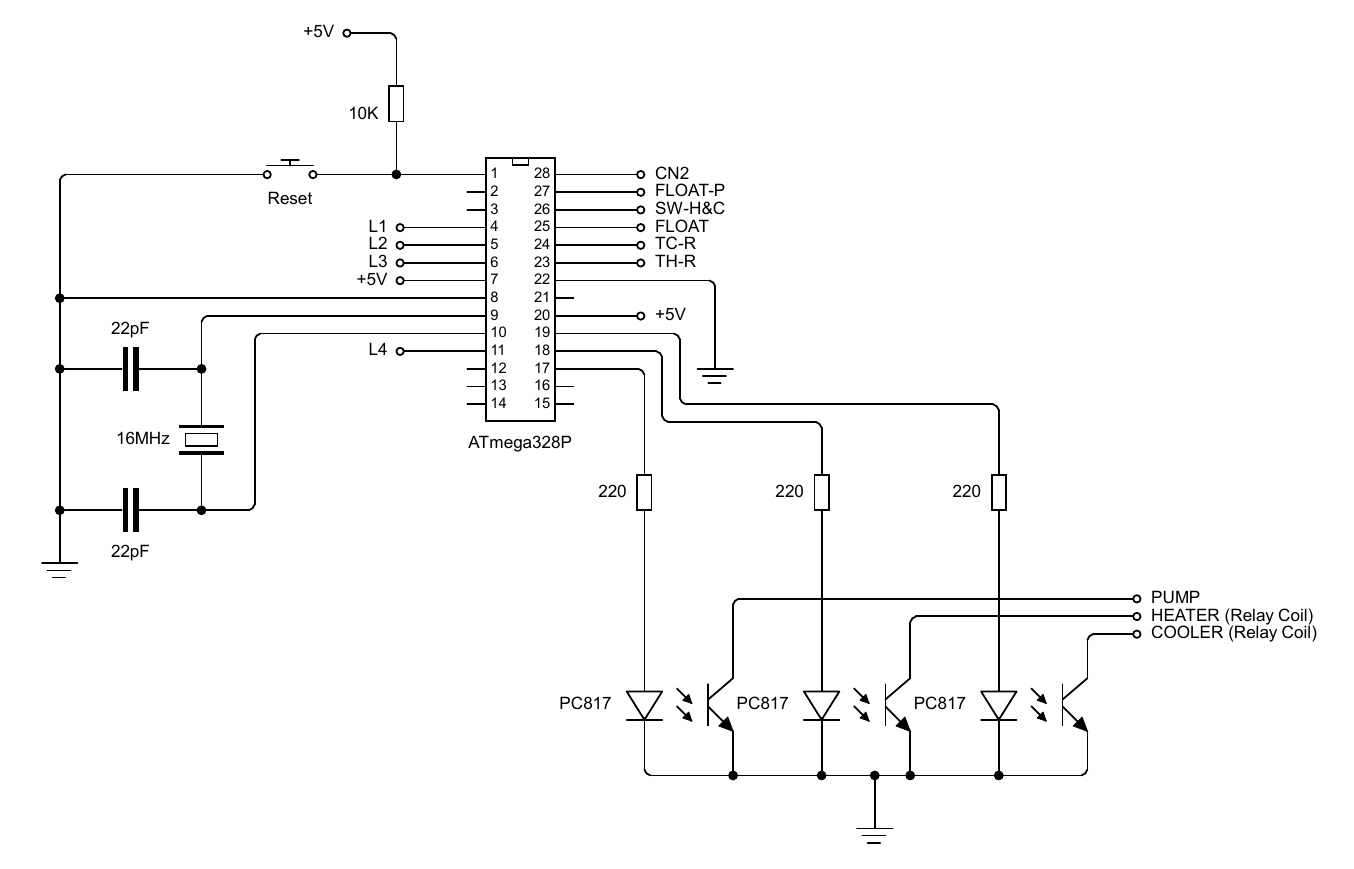 +5V
10K
Reset
1 28 CN2
2 27 FLOAT-P
3 26 SW-H&C
L1 4 25 FLOAT
L2 5 24 TC-R
L3 6 23 TH-R
+5V 7 22
8 21
9 20 +5V
22pF
10 19
L4 11 18
12 17
13 16
14 15
16MHz
ATmega328P
220 220 220
22pF
PUMP
HEATER (Relay Coil)
COOLER (Relay Coil)
PC817 PC817 PC817